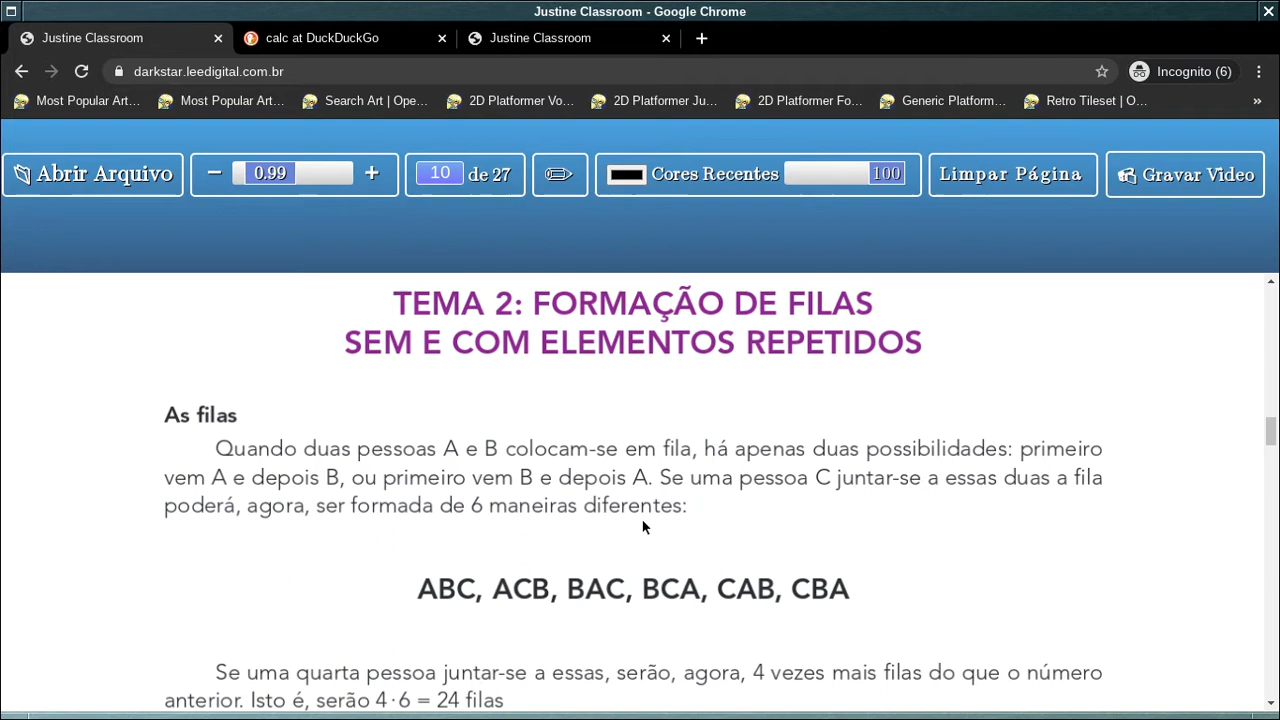 Justine Classroom - Google Chrome
Justine Classroom
calc at DuckDuckGo
Justine Classroom
darkstar.leedigital.com.br
Incognito (6)
Most Popular Art… Most Popular Art… Search Art | Ope… 2D Platformer Vo… 2D Platformer Ju… 2D Platformer Fo… Generic Platform… Retro Tileset | O… »
Abrir Arquivo − 0.99 + 10 de 27 Cores Recentes 100 Limpar Página Gravar Video
TEMA 2: FORMAÇÃO DE FILAS
SEM E COM ELEMENTOS REPETIDOS
As filas
Quando duas pessoas A e B colocam-se em fila, há apenas duas possibilidades: primeiro
vem A e depois B, ou primeiro vem B e depois A. Se uma pessoa C juntar-se a essas duas a fila
poderá, agora, ser formada de 6 maneiras diferentes:
ABC, ACB, BAC, BCA, CAB, CBA
Se uma quarta pessoa juntar-se a essas, serão, agora, 4 vezes mais filas do que o número
anterior. Isto é, serão 4·6 = 24 filas